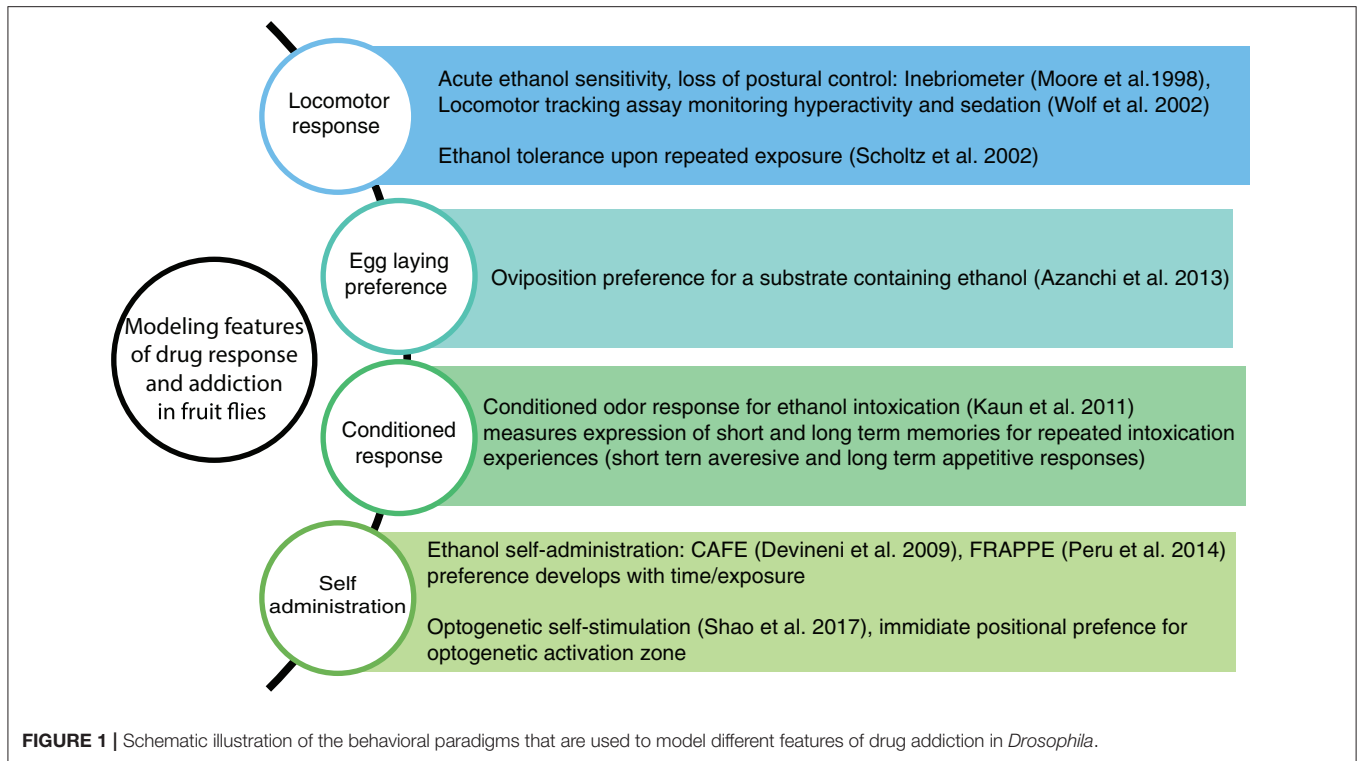 Locomotor
response
Acute ethanol sensitivity, loss of postural control: Inebriometer (Moore et al.1998),
Locomotor tracking assay monitoring hyperactivity and sedation (Wolf et al. 2002)
Ethanol tolerance upon repeated exposure (Scholtz et al. 2002)
Egg laying
preference
Oviposition preference for a substrate containing ethanol (Azanchi et al. 2013)
Modeling features
of drug response
and addiction
in fruit flies
Conditioned
response
Conditioned odor response for ethanol intoxication (Kaun et al. 2011)
measures expression of short and long term memories for repeated intoxication
experiences (short tern averesive and long term appetitive responses)
Self
administration
Ethanol self-administration: CAFE (Devineni et al. 2009), FRAPPE (Peru et al. 2014)
preference develops with time/exposure
Optogenetic self-stimulation (Shao et al. 2017), immidiate positional prefence for
optogenetic activation zone
FIGURE 1 | Schematic illustration of the behavioral paradigms that are used to model different features of drug addiction in Drosophila.